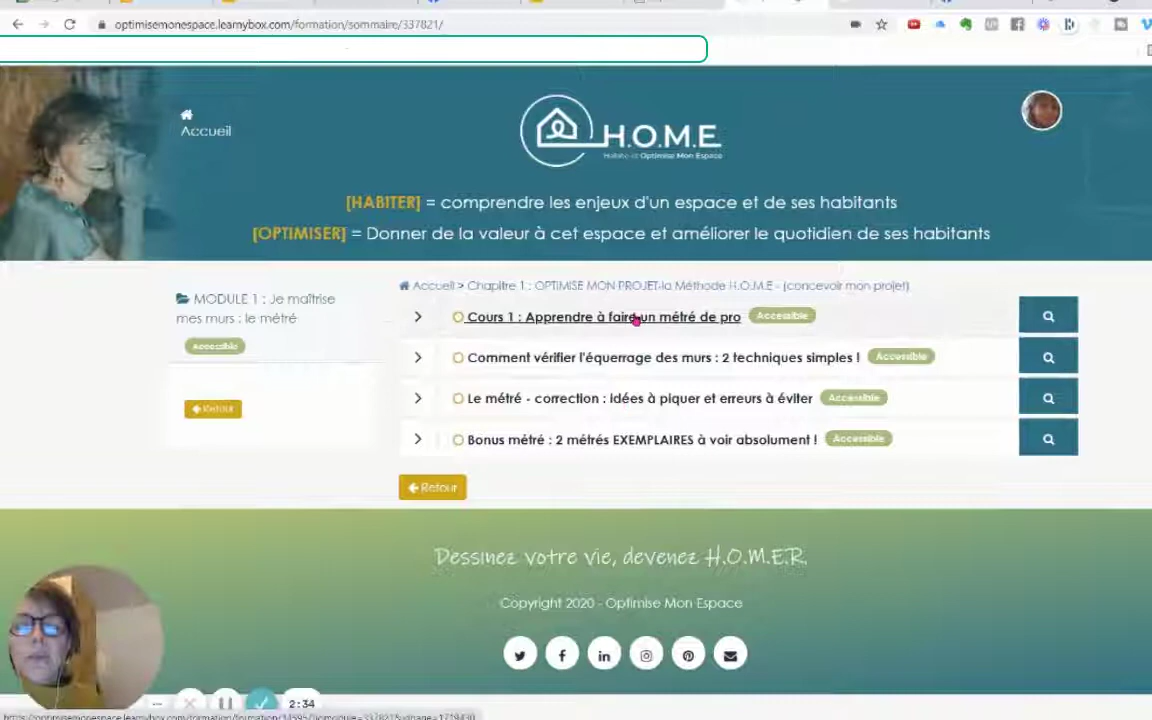 optimisemonespace.learnybox.com/formation/sommaire/337821/
Accueil
H.O.M.E
Habiter et Optimise Mon Espace
[HABITER] = comprendre les enjeux d'un espace et de ses habitants
[OPTIMISER] = Donner de la valeur à cet espace et améliorer le quotidien de ses habitants
MODULE 1 : Je maîtrise
mes murs : le métré
Accessible
Retour
Accueil > Chapitre 1 : OPTIMISE MON PROJET-la Méthode H.O.M.E - (concevoir mon projet)
Cours 1 : Apprendre à faire un métré de pro Accessible
Comment vérifier l'équerrage des murs : 2 techniques simples ! Accessible
Le métré - correction : idées à piquer et erreurs à éviter Accessible
Bonus métré : 2 métrés EXEMPLAIRES à voir absolument ! Accessible
Retour
Dessinez votre vie, devenez H.O.M.E.R.
Copyright 2020 - Optimise Mon Espace
2:34